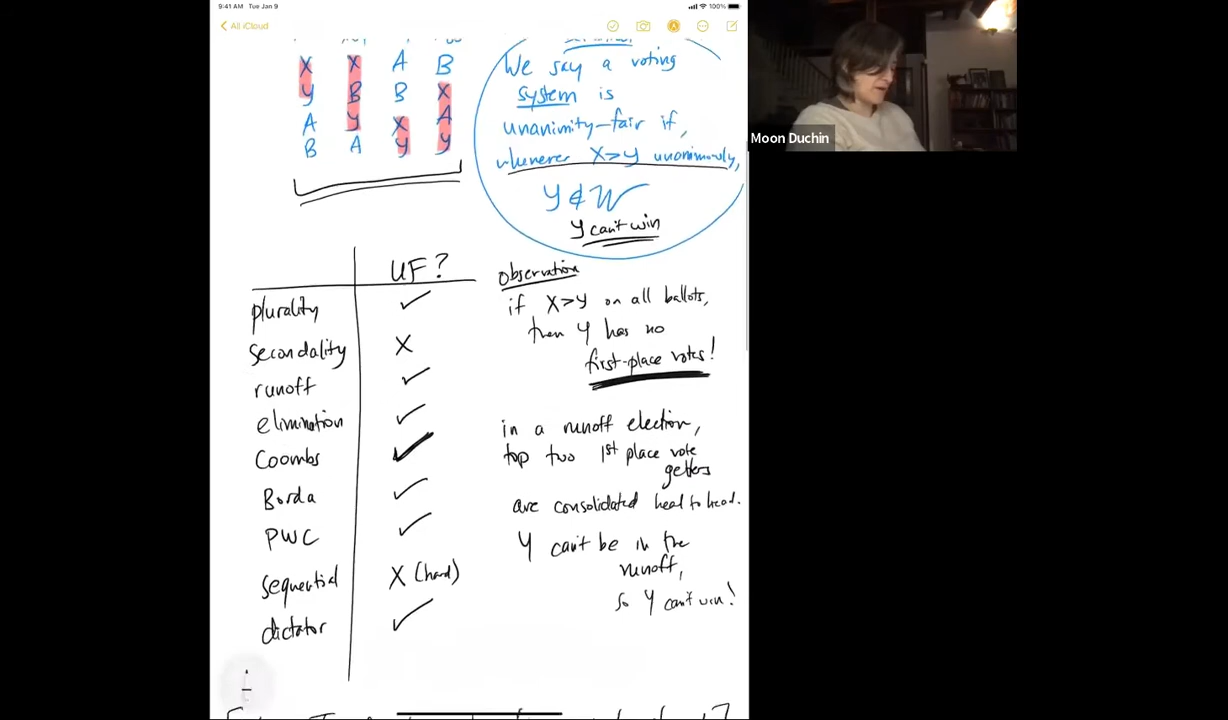 9:41 AM Tue Jan 9
100%
All iCloud
X X A B
Y B B X
A Y X A
B A Y Y
We say a voting
system is
unanimity-fair if,
whenever X>Y unanimously,
Y ∉ W
Y can't win
UF?
plurality ✓
secondality X
runoff ✓
elimination ✓
Coombs ✓
Borda ✓
PWC ✓
sequential X (hard)
dictator ✓
observation
if X>Y on all ballots,
then Y has no
first-place votes!
in a runoff election,
top two 1st place vote
getters
are consolidated head to head.
Y can't be in the
runoff,
so Y can't win!
Moon Duchin